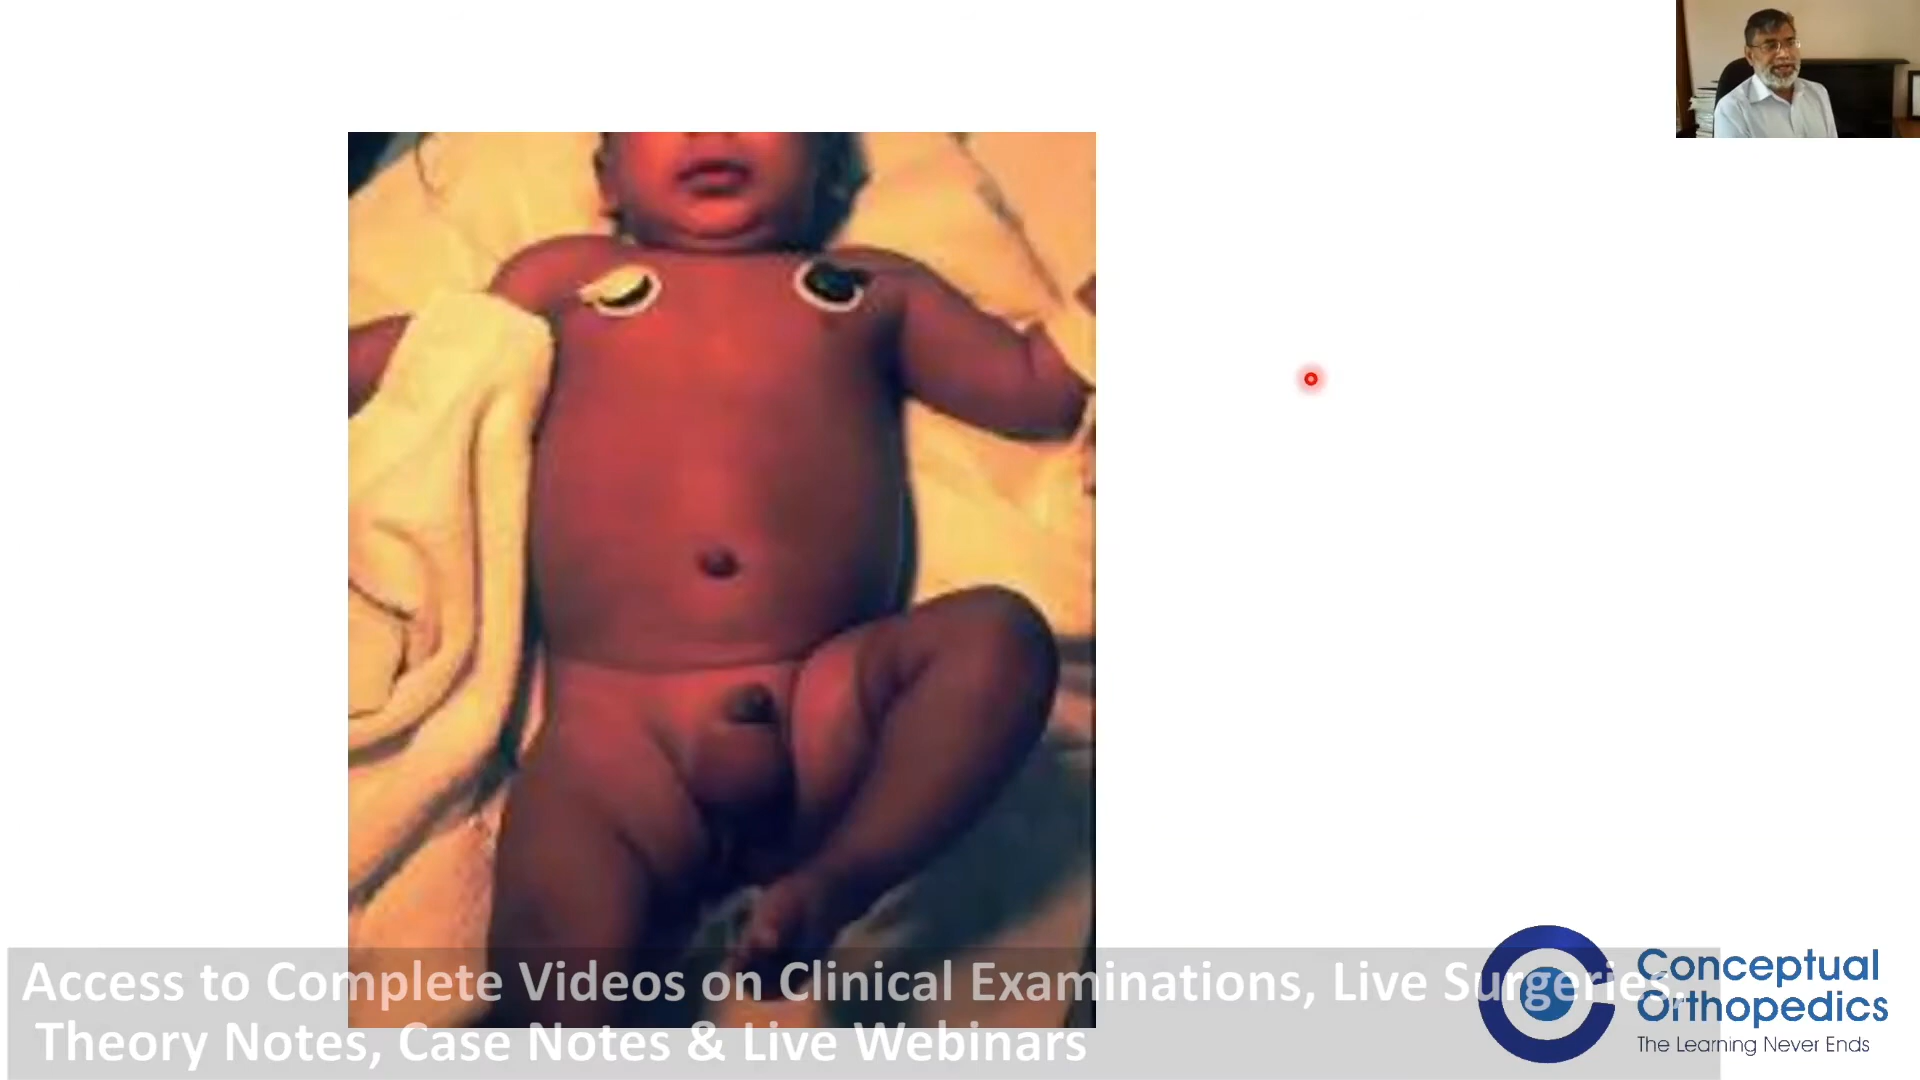 Access to Complete Videos on Clinical Examinations, Live Surgeries,
Theory Notes, Case Notes & Live Webinars
Conceptual
Orthopedics
The Learning Never Ends